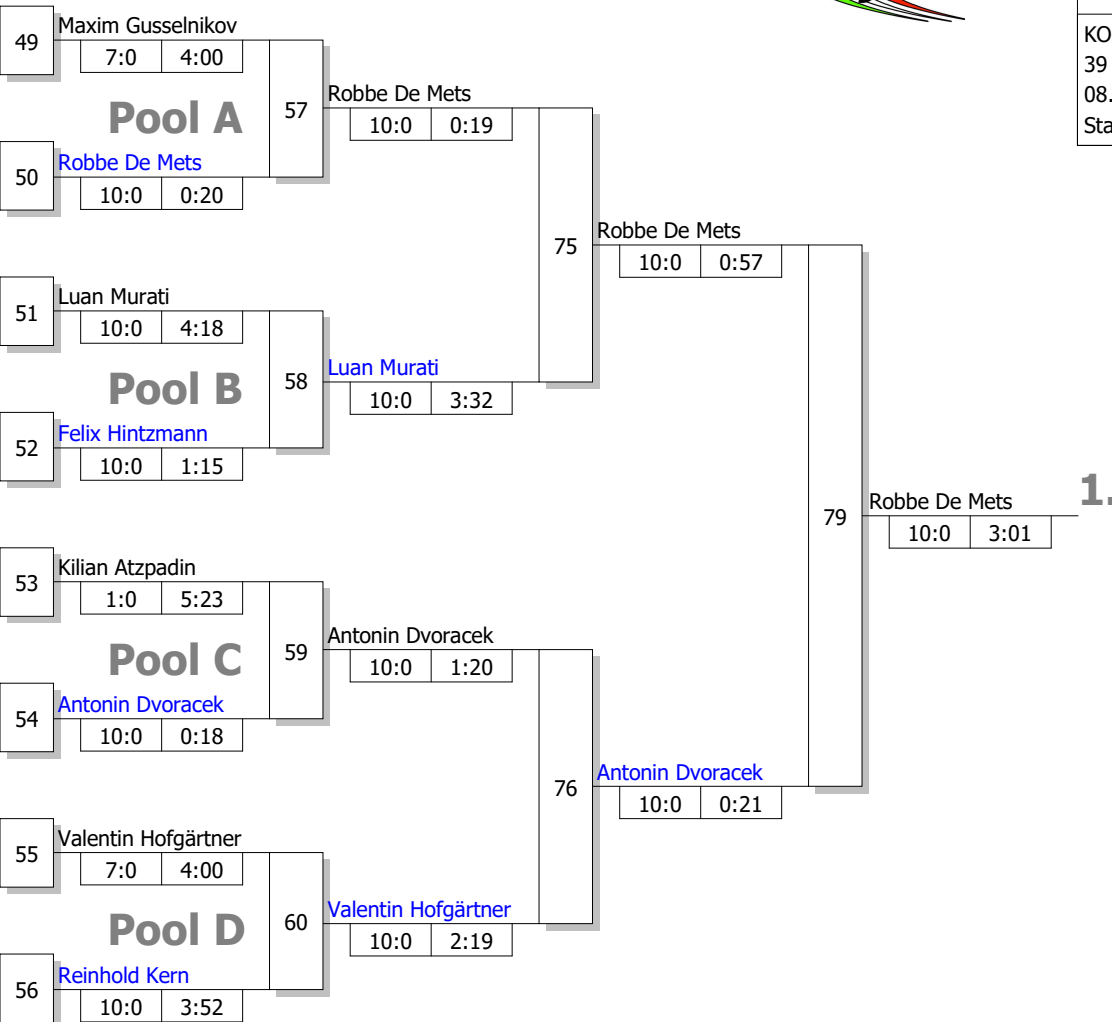 KO
39
08.
Sta
49
Maxim Gusselnikov
7:0 4:00
Pool A
57
Robbe De Mets
10:0 0:19
50
Robbe De Mets
10:0 0:20
75
Robbe De Mets
10:0 0:57
51
Luan Murati
10:0 4:18
Pool B
58
Luan Murati
10:0 3:32
52
Felix Hintzmann
10:0 1:15
79
Robbe De Mets
10:0 3:01
1.
53
Kilian Atzpadin
1:0 5:23
Pool C
59
Antonin Dvoracek
10:0 1:20
54
Antonin Dvoracek
10:0 0:18
76
Antonin Dvoracek
10:0 0:21
55
Valentin Hofgärtner
7:0 4:00
Pool D
60
Valentin Hofgärtner
10:0 2:19
56
Reinhold Kern
10:0 3:52